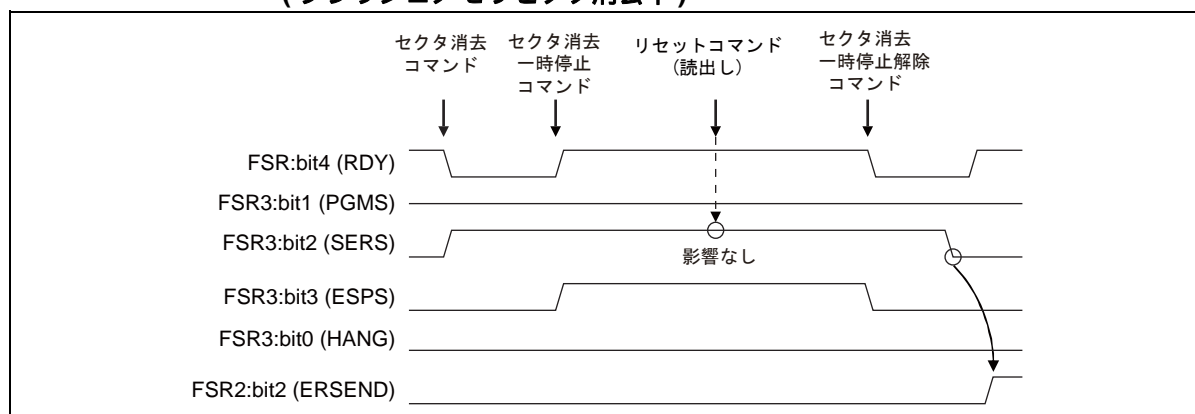 セクタ消去
コマンド
セクタ消去
一時停止
コマンド
リセットコマンド
(読出し)
セクタ消去
一時停止解除
コマンド
FSR:bit4 (RDY)
FSR3:bit1 (PGMS)
FSR3:bit2 (SERS)
影響なし
FSR3:bit3 (ESPS)
FSR3:bit0 (HANG)
FSR2:bit2 (ERSEND)